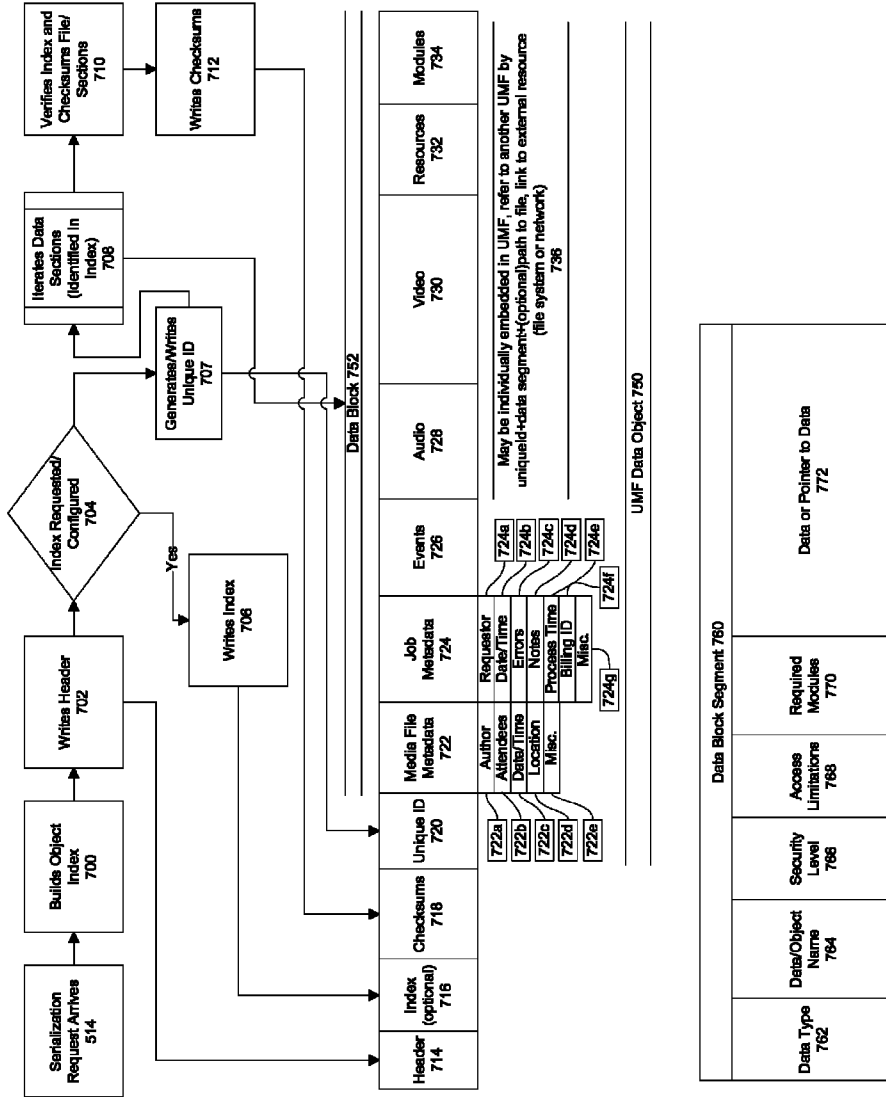 Serialization
Request Arrives
514
Builds Object
Index
700
Writes Header
702
Index Requested/
Configured
704
Yes
Writes Index
706
Generates/Writes
Unique ID
707
Iterates Data
Sections
(Identified In
Index)
708
Verifies Index and
Checksums File/
Sections
710
Writes Checksums
712
Data Block 752
Header
714
Index
(optional)
716
Checksums
718
Unique ID
720
Media File
Metadata
722
Job
Metadata
724
Events
726
Audio
728
Video
730
Resources
732
Modules
734
Author
Attendees
Date/Time
Location
Misc.
722a
722b
722c
722d
722e
Requestor
Date/Time
Errors
Notes
Process Time
Billing ID
Misc.
724a
724b
724c
724d
724e
724f
724g
May be individually embedded in UMF, refer to another UMF by
uniqueId+data segment+(optional)path to file, link to external resource
(file system or network)
736
UMF Data Object 750
Data Block Segment 760
Data Type
762
Data/Object
Name
764
Security
Level
766
Access
Limitations
768
Required
Modules
770
Data or Pointer to Data
772